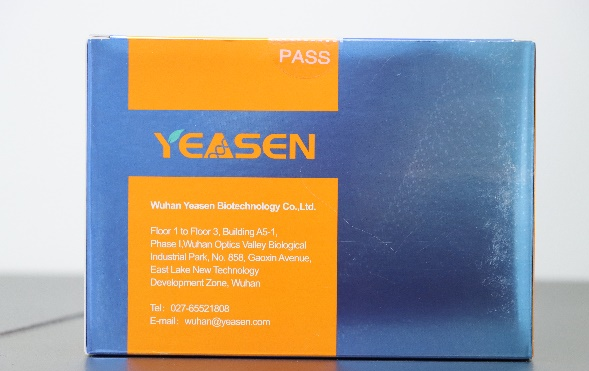 PASS
YEASEN
Wuhan Yeasen Biotechnology Co.,Ltd.
Floor 1 to Floor 3, Building A5-1,
Phase I,Wuhan Optics Valley Biological
Industrial Park, No. 858, Gaoxin Avenue,
East Lake New Technology
Development Zone, Wuhan
Tel： 027-65521808
E-mail： wuhan@yeasen.com